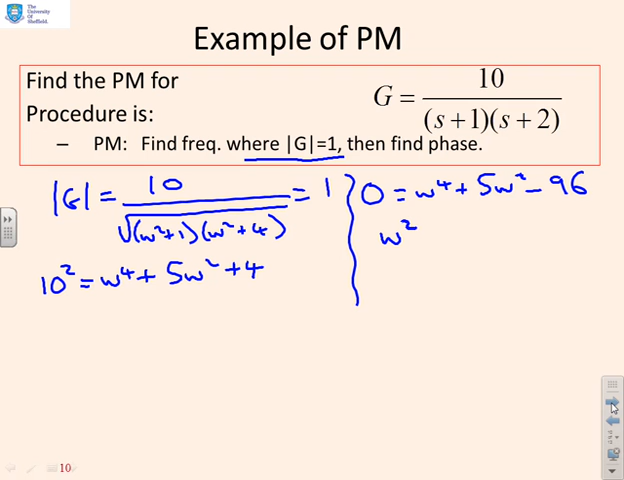 The
University
Of
Sheffield.
Example of PM
Find the PM for
Procedure is:
G = 10 / (s + 1)(s + 2)
– PM: Find freq. where |G|=1, then find phase.
|G| = 10 / √(w²+1)(w²+4) = 1
10² = w⁴ + 5w² + 4
0 = w⁴ + 5w² - 96
w²
10